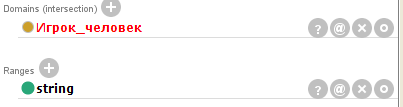 Domains (intersection) +
Игрок_человек ? @ × o
Ranges +
string ? @ × o